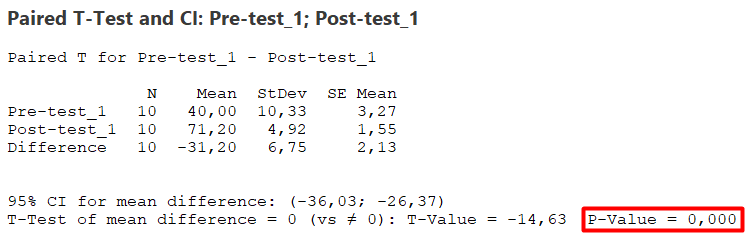 Paired T-Test and CI: Pre-test_1; Post-test_1
Paired T for Pre-test_1 - Post-test_1
N Mean StDev SE Mean
Pre-test_1 10 40,00 10,33 3,27
Post-test_1 10 71,20 4,92 1,55
Difference 10 -31,20 6,75 2,13
95% CI for mean difference: (-36,03; -26,37)
T-Test of mean difference = 0 (vs ≠ 0): T-Value = -14,63 P-Value = 0,000